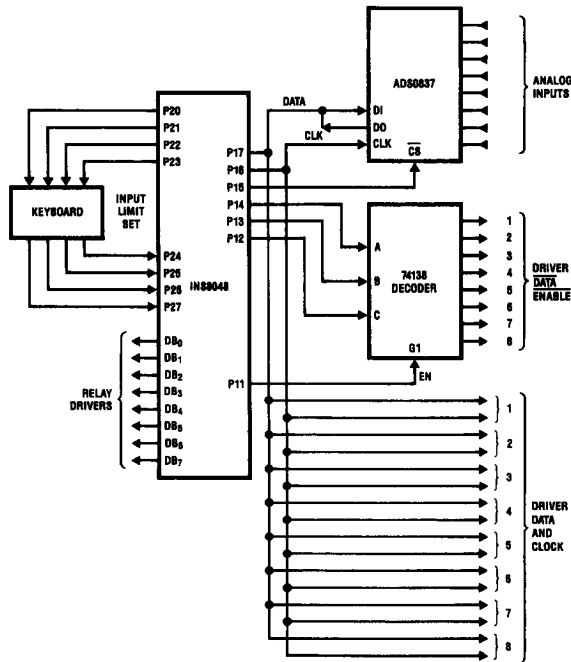 ADS0837
ANALOG
INPUTS
DATA
DI
DO
CLK
CLK
CS
P20
P21
P22
P23
P17
P16
P15
P14
P13
P12
KEYBOARD
INPUT
LIMIT
SET
P24
P25
P26
P27
INS8048
A
B
C
74138
DECODER
G1
1
2
3
4
5
6
7
8
DRIVER
DATA
ENABLE
DB0
DB1
DB2
DB3
DB4
DB5
DB6
DB7
RELAY
DRIVERS
P11
EN
1
2
3
4
5
6
7
8
DRIVER
DATA
AND
CLOCK